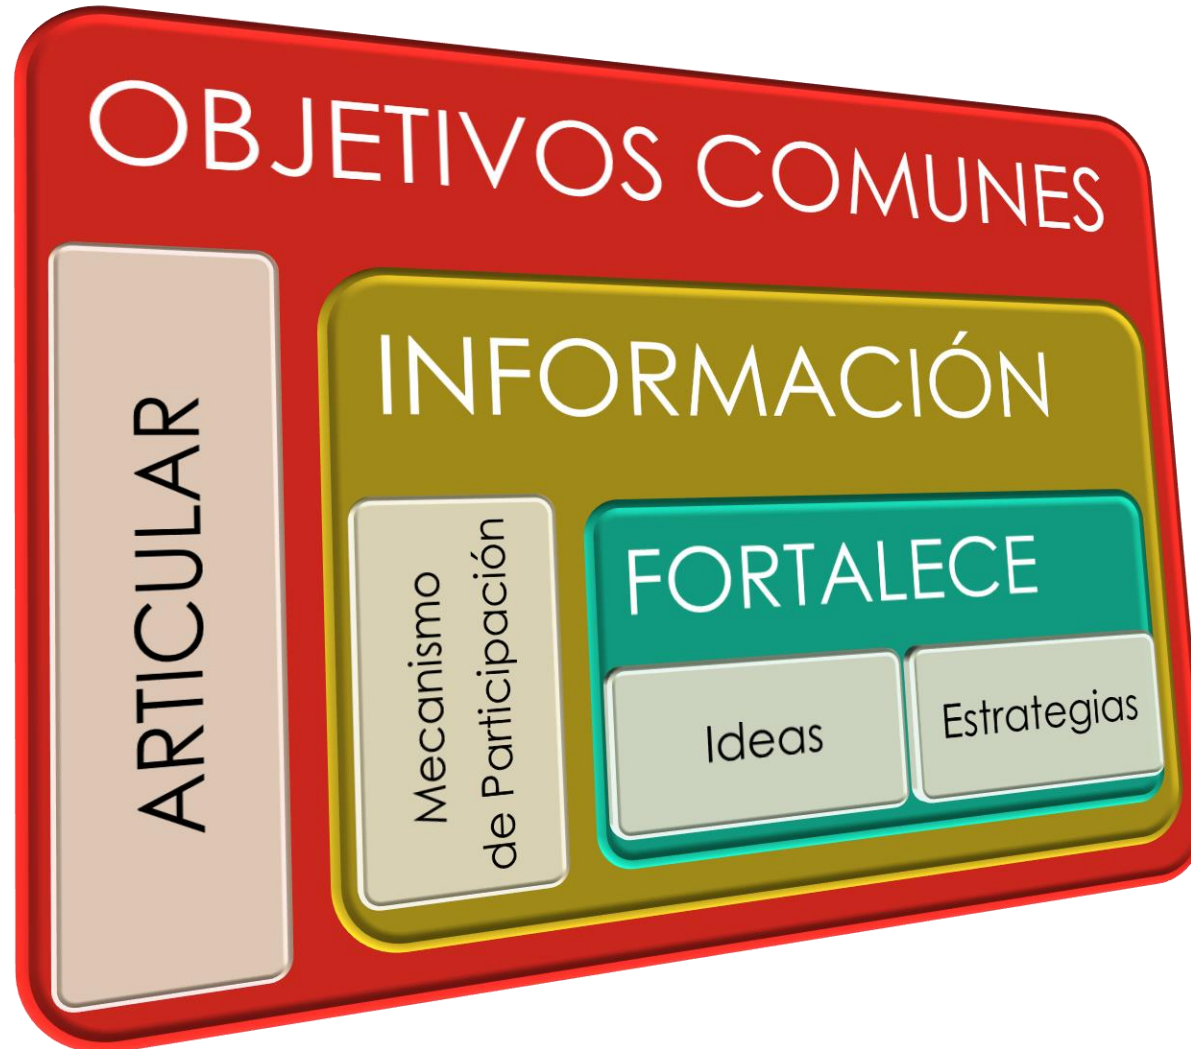 OBJETIVOS COMUNES
ARTICULAR
INFORMACIÓN
Mecanismo
de Participación
FORTALECE
Ideas
Estrategias